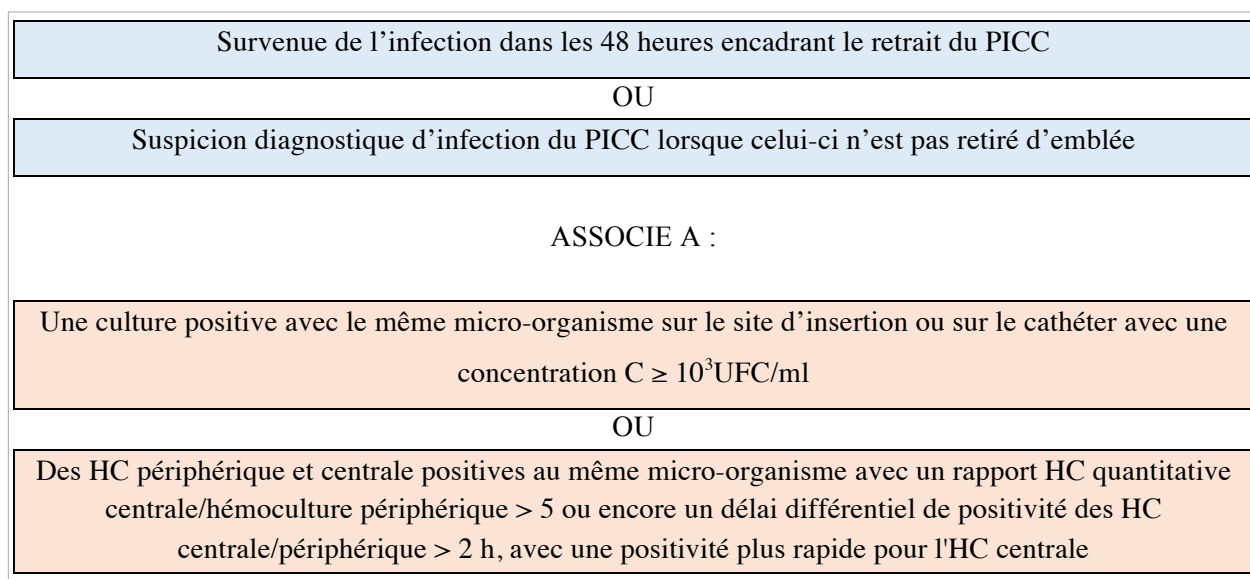 Survenue de l’infection dans les 48 heures encadrant le retrait du PICC
OU
Suspicion diagnostique d’infection du PICC lorsque celui-ci n’est pas retiré d’emblée
ASSOCIE A :
Une culture positive avec le même micro-organisme sur le site d’insertion ou sur le cathéter avec une
concentration C ≥ 10³UFC/ml
OU
Des HC périphérique et centrale positives au même micro-organisme avec un rapport HC quantitative
centrale/hémoculture périphérique > 5 ou encore un délai différentiel de positivité des HC
centrale/périphérique > 2 h, avec une positivité plus rapide pour l'HC centrale